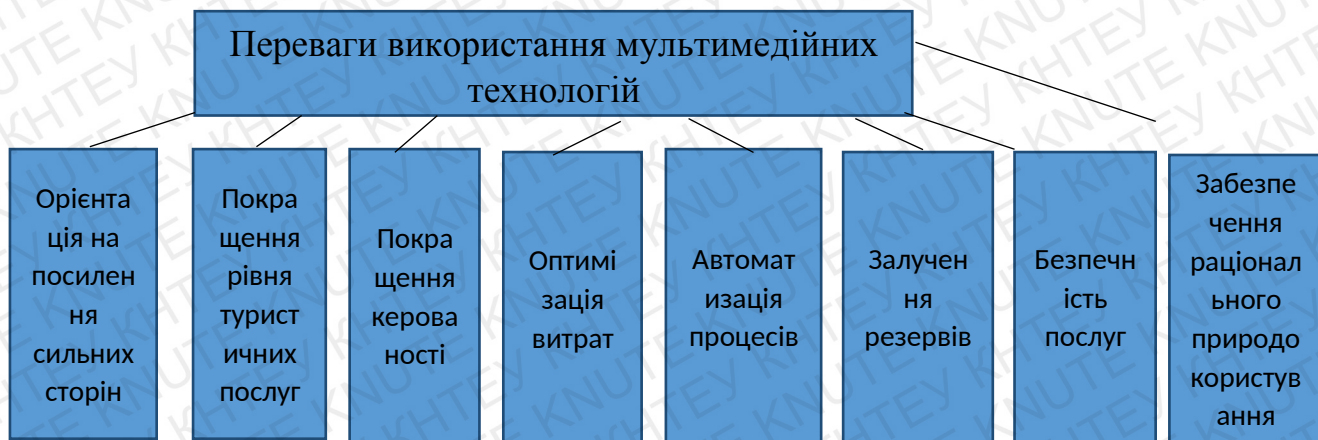 Переваги використання мультимедійних
технологій
Орієнта
ція на
посилен
ня
сильних
сторін
Покра
щення
рівня
турист
ичних
послуг
Покра
щення
керова
ності
Оптимі
зація
витрат
Автомат
изація
процесів
Залучен
ня
резервів
Безпечн
ість
послуг
Забезпе
чення
раціонал
ьного
природо
користув
ання